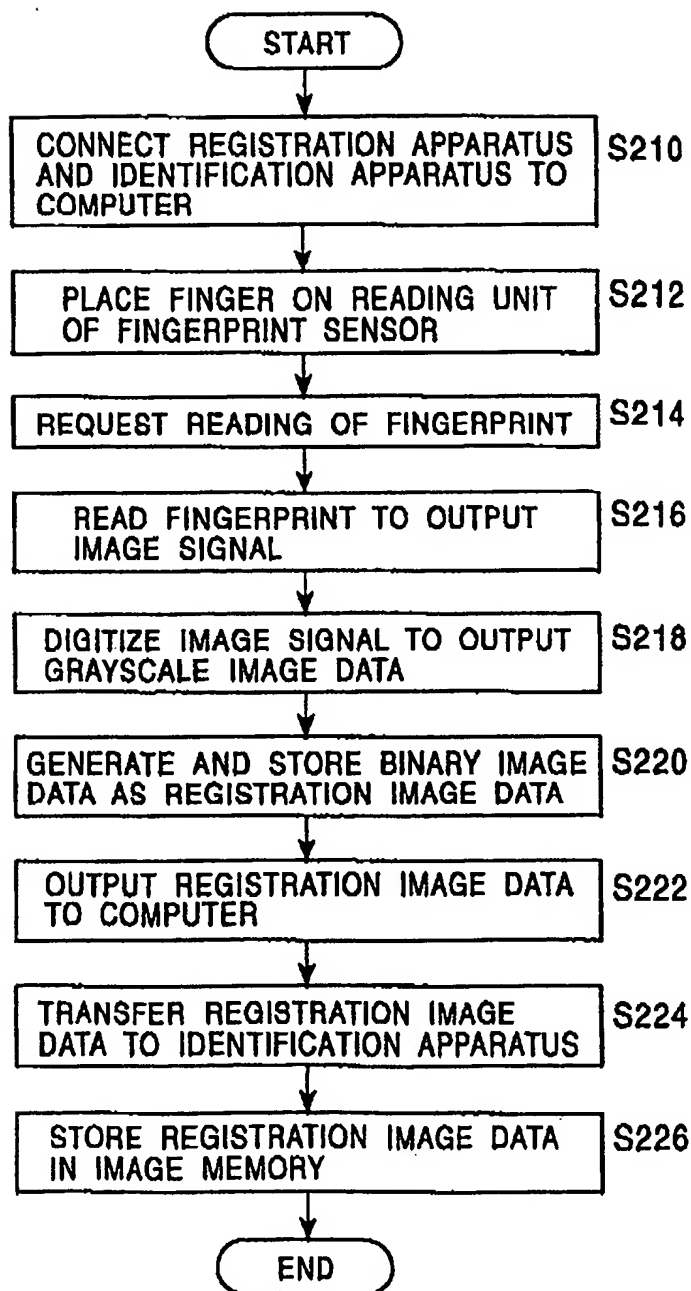 START
CONNECT REGISTRATION APPARATUS
AND IDENTIFICATION APPARATUS TO
COMPUTER
S210
PLACE FINGER ON READING UNIT
OF FINGERPRINT SENSOR
S212
REQUEST READING OF FINGERPRINT
S214
READ FINGERPRINT TO OUTPUT
IMAGE SIGNAL
S216
DIGITIZE IMAGE SIGNAL TO OUTPUT
GRAYSCALE IMAGE DATA
S218
GENERATE AND STORE BINARY IMAGE
DATA AS REGISTRATION IMAGE DATA
S220
OUTPUT REGISTRATION IMAGE DATA
TO COMPUTER
S222
TRANSFER REGISTRATION IMAGE
DATA TO IDENTIFICATION APPARATUS
S224
STORE REGISTRATION IMAGE DATA
IN IMAGE MEMORY
S226
END